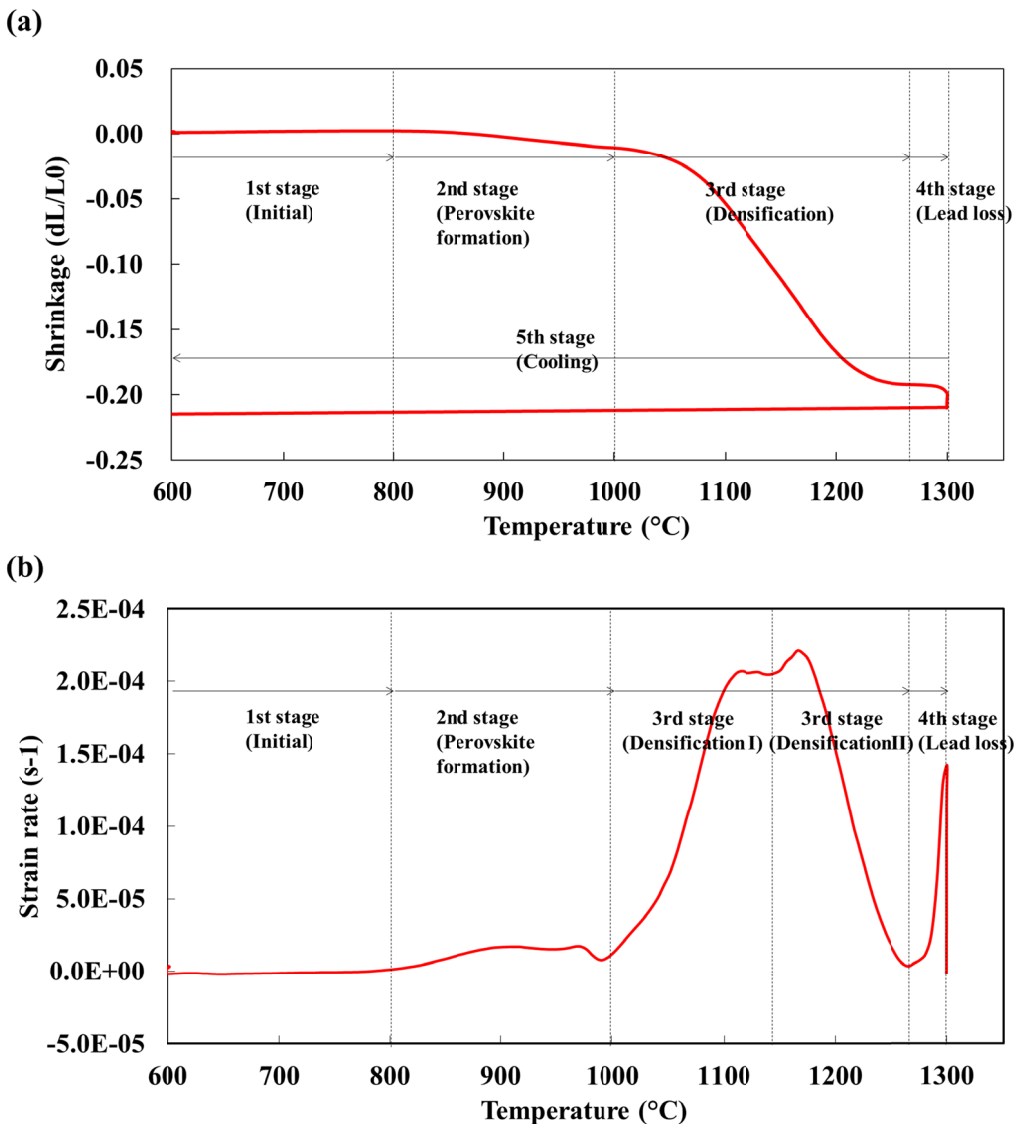 (a)
0.05
0.00
-0.05
-0.10
-0.15
-0.20
-0.25
Shrinkage (dL/L0)
1st stage
(Initial)
2nd stage
(Perovskite
formation)
3rd stage
(Densification)
4th stage
(Lead loss)
5th stage
(Cooling)
600 700 800 900 1000 1100 1200 1300
Temperature (°C)
(b)
2.5E-04
2.0E-04
1.5E-04
1.0E-04
5.0E-05
0.0E+00
-5.0E-05
Strain rate (s-1)
1st stage
(Initial)
2nd stage
(Perovskite
formation)
3rd stage
(Densification I)
3rd stage
(Densification II)
4th stage
(Lead loss)
600 700 800 900 1000 1100 1200 1300
Temperature (°C)